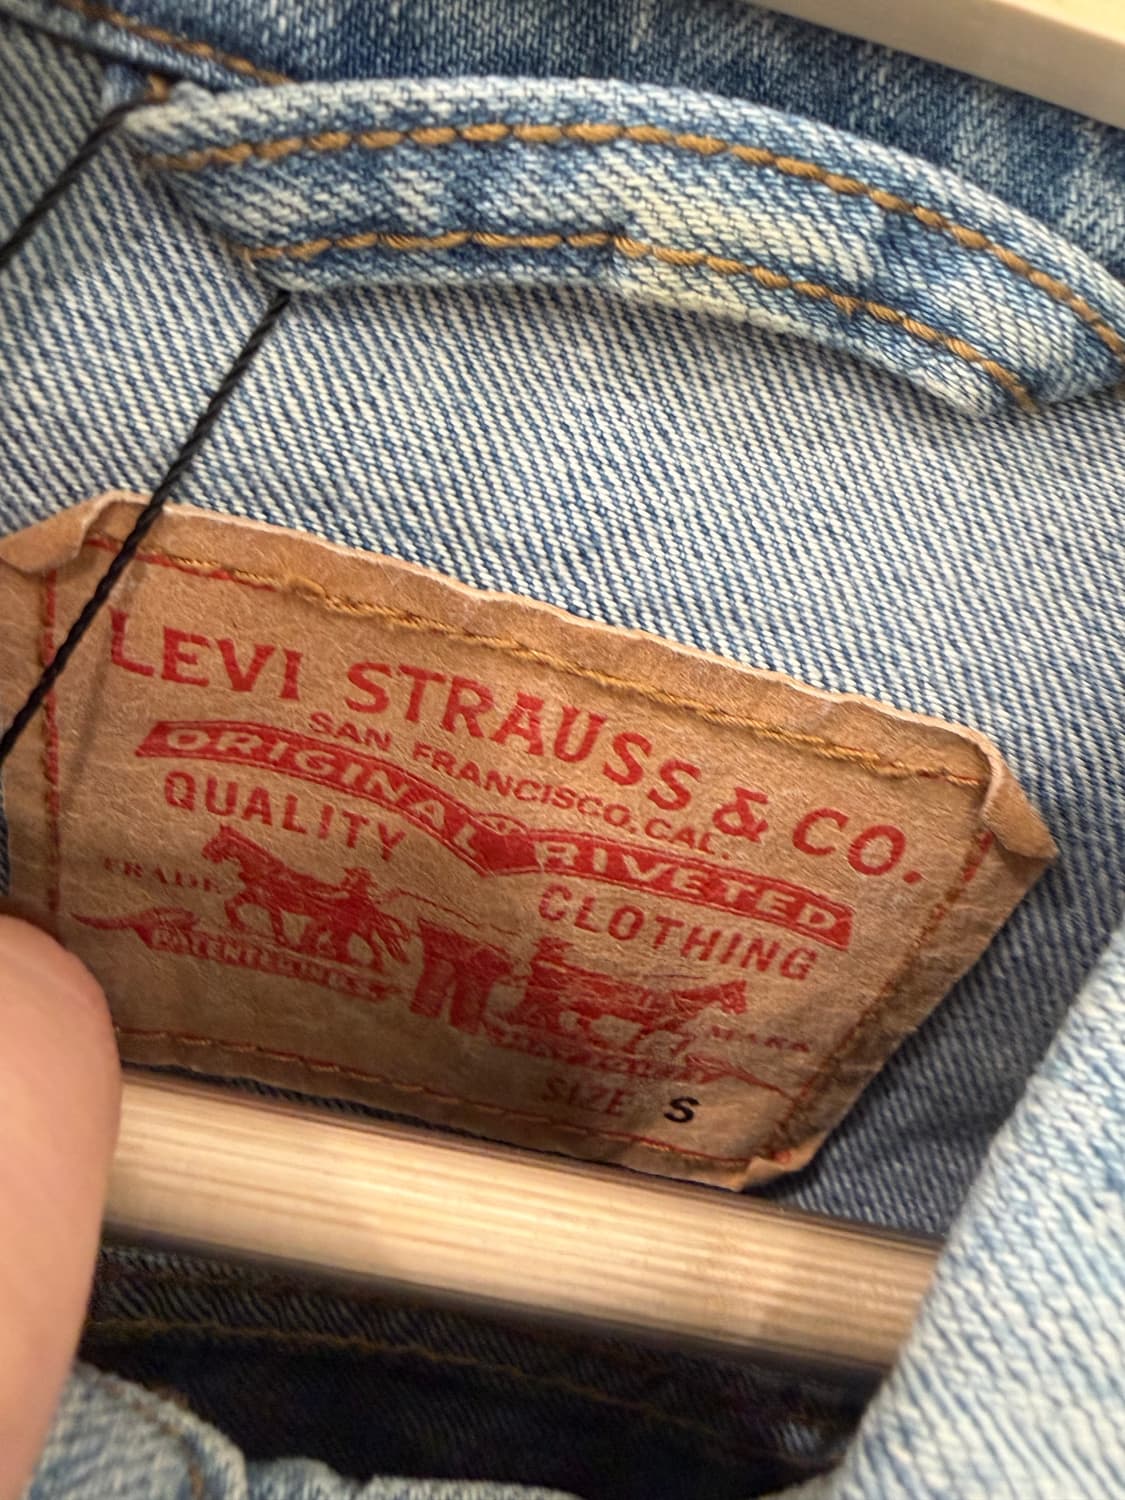 LEVI STRAUSS & CO.
SAN FRANCISCO, CAL.
ORIGINAL RIVETED
QUALITY CLOTHING
TRADE MARK
SIZE S